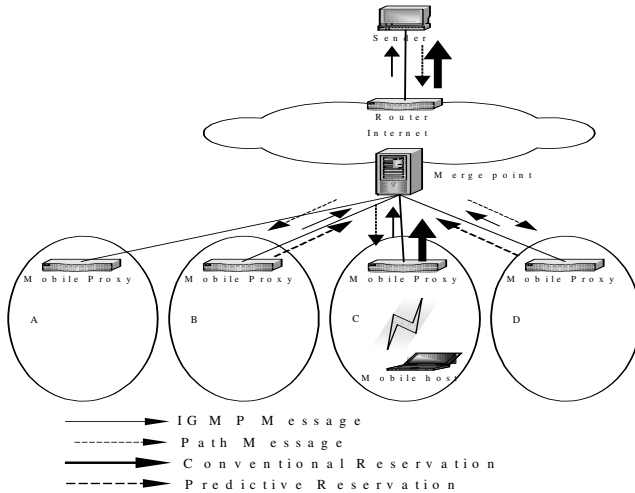 Sender
Router
Internet
Merge point
Mobile Proxy
Mobile Proxy
Mobile Proxy
Mobile Proxy
A
B
C
D
Mobile host
IGMP Message
Path Message
Conventional Reservation
Predictive Reservation